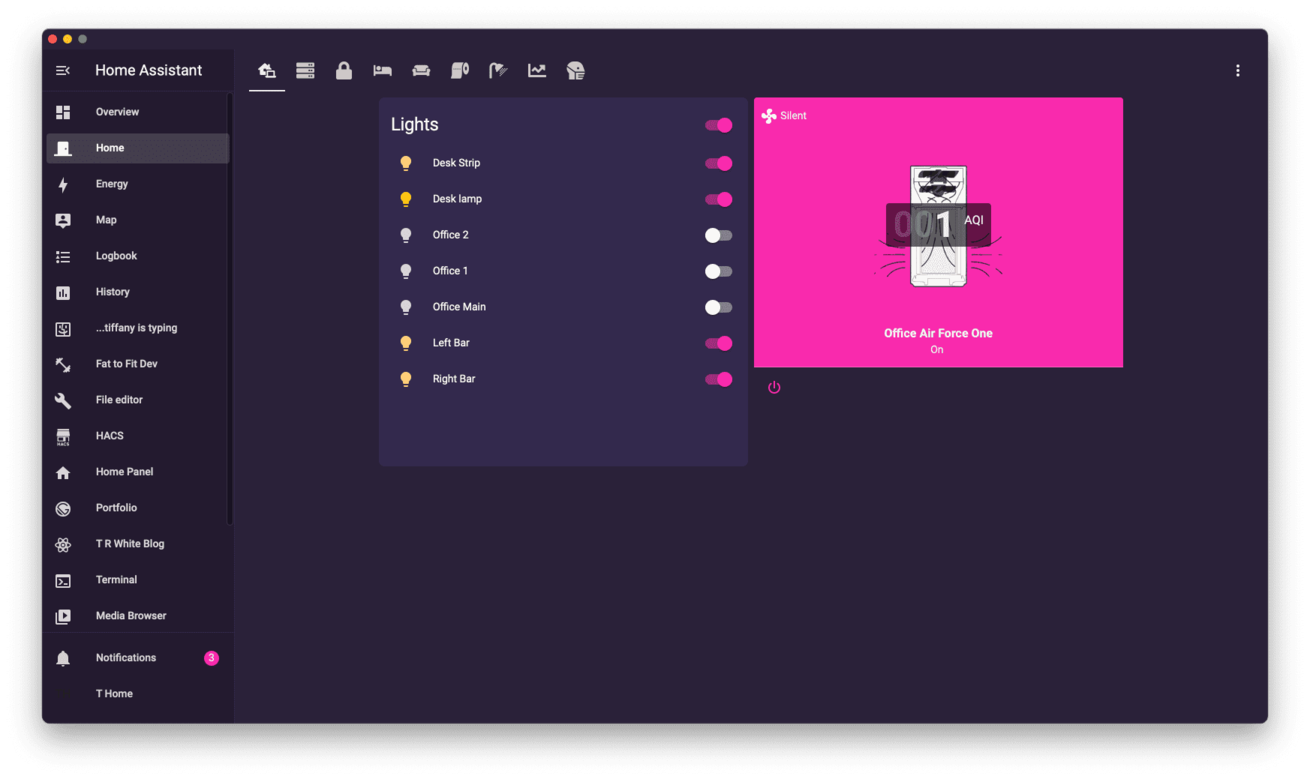 Home Assistant
Overview
Home
Energy
Map
Logbook
History
...tiffany is typing
Fat to Fit Dev
File editor
HACS
HACS
Home Panel
Portfolio
T R White Blog
Terminal
Media Browser
Notifications
3
T Home
Lights
Desk Strip
Desk lamp
Office 2
Office 1
Office Main
Left Bar
Right Bar
Silent
001 AQI
Office Air Force One
On